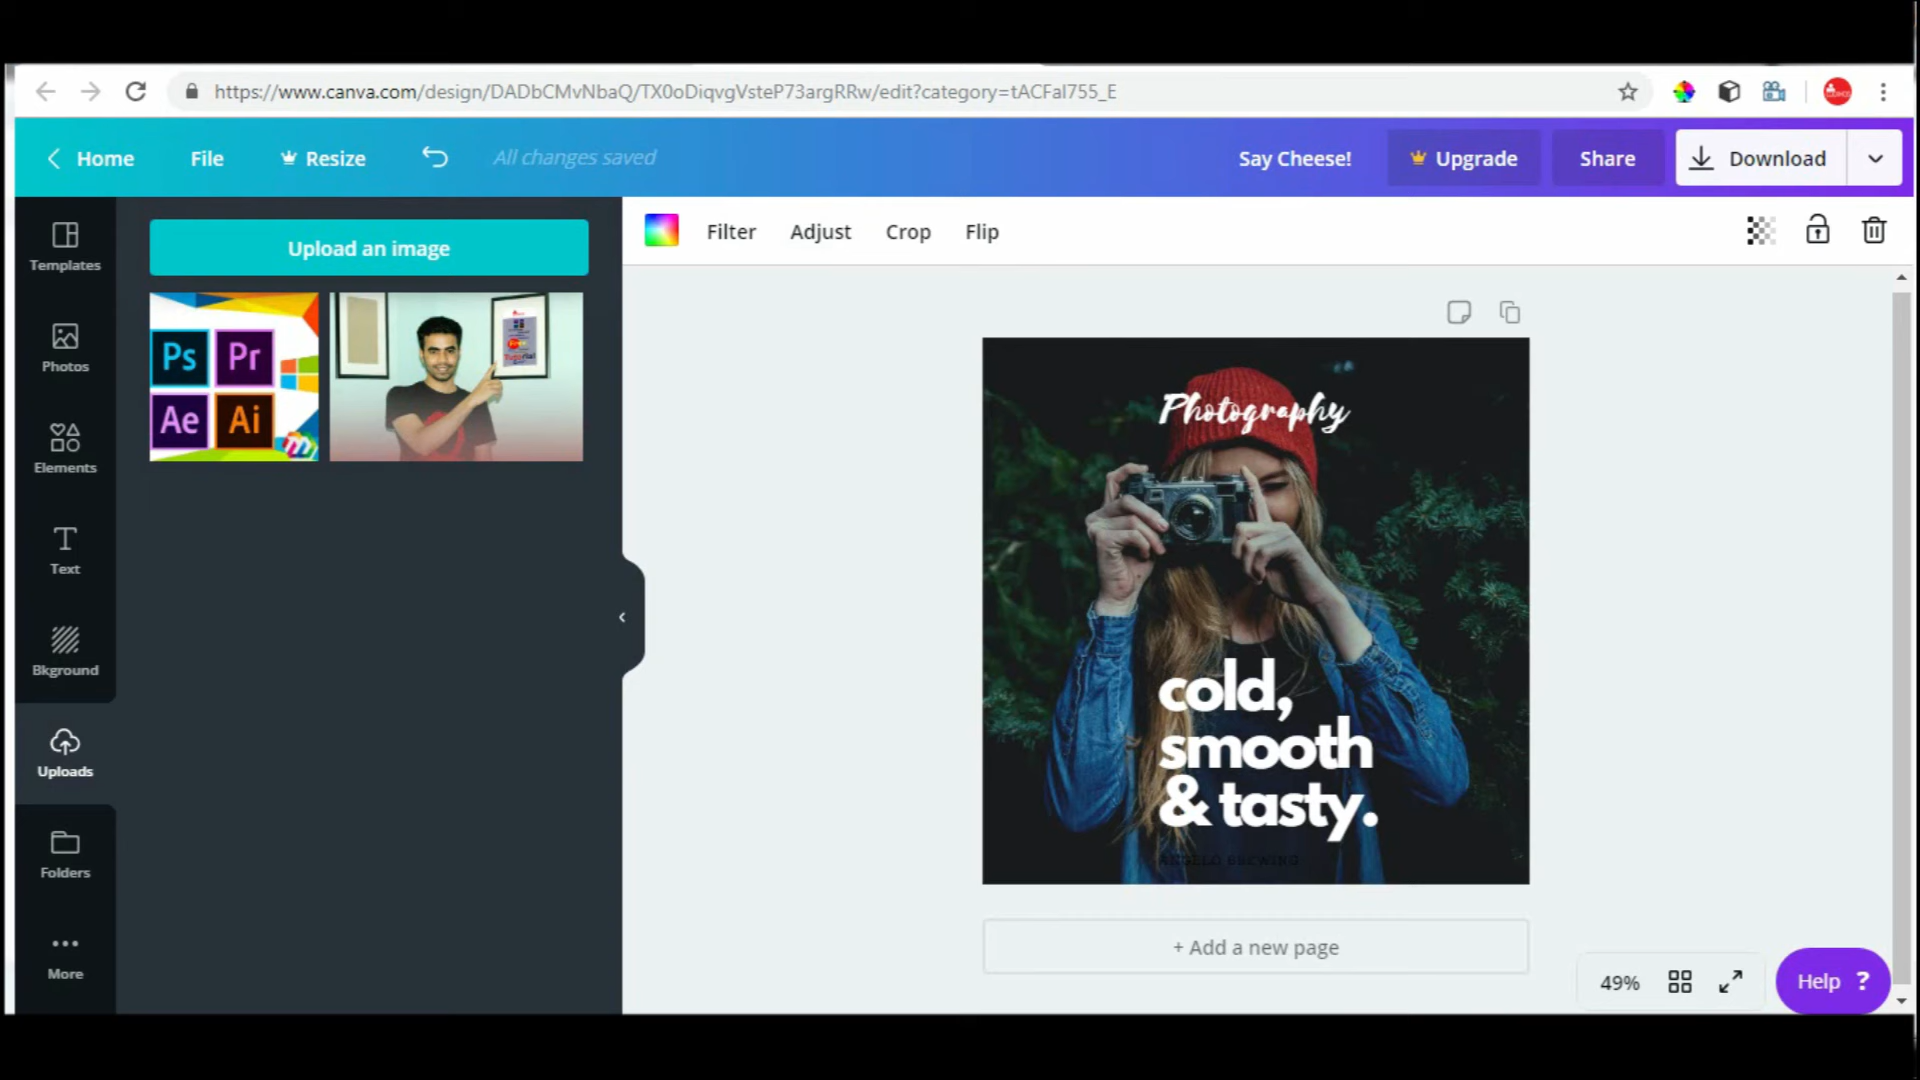 https://www.canva.com/design/DADbCMvNbaQ/TX0oDiqvgVsteP73argRRw/edit?category=tACFal755_E
Home
File
Resize
All changes saved
Say Cheese!
Upgrade
Share
Download
Templates
Photos
Elements
Text
Bkground
Uploads
Folders
More
Upload an image
Ps
Pr
Ae
Ai
Filter
Adjust
Crop
Flip
Photography
cold,
smooth
& tasty.
ANGELO BREWING
+ Add a new page
49%
Help ?